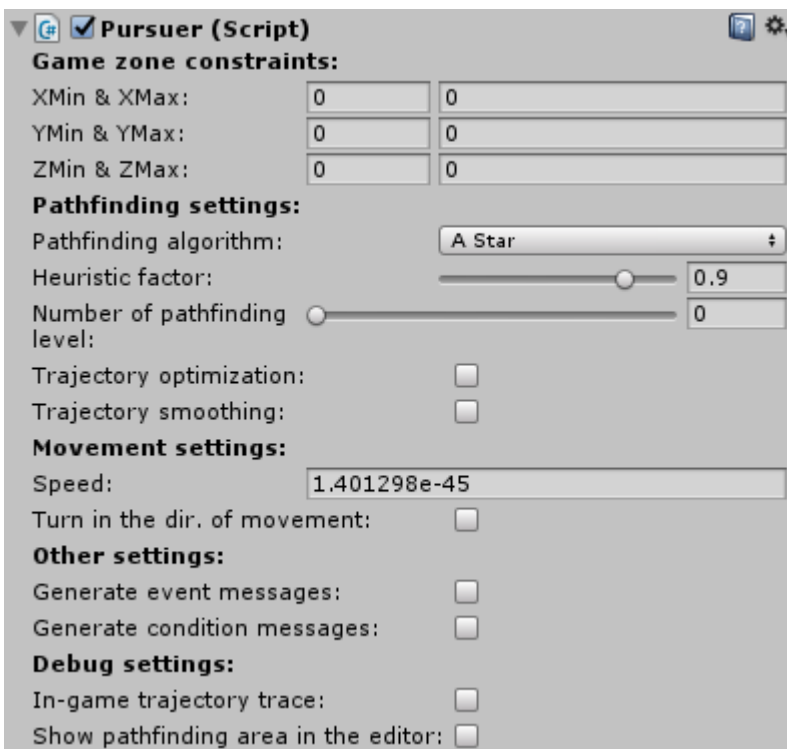 Pursuer (Script)
Game zone constraints:
XMin & XMax: 0 0
YMin & YMax: 0 0
ZMin & ZMax: 0 0
Pathfinding settings:
Pathfinding algorithm: A Star
Heuristic factor: 0.9
Number of pathfinding 0
level:
Trajectory optimization:
Trajectory smoothing:
Movement settings:
Speed: 1.401298e-45
Turn in the dir. of movement:
Other settings:
Generate event messages:
Generate condition messages:
Debug settings:
In-game trajectory trace:
Show pathfinding area in the editor: